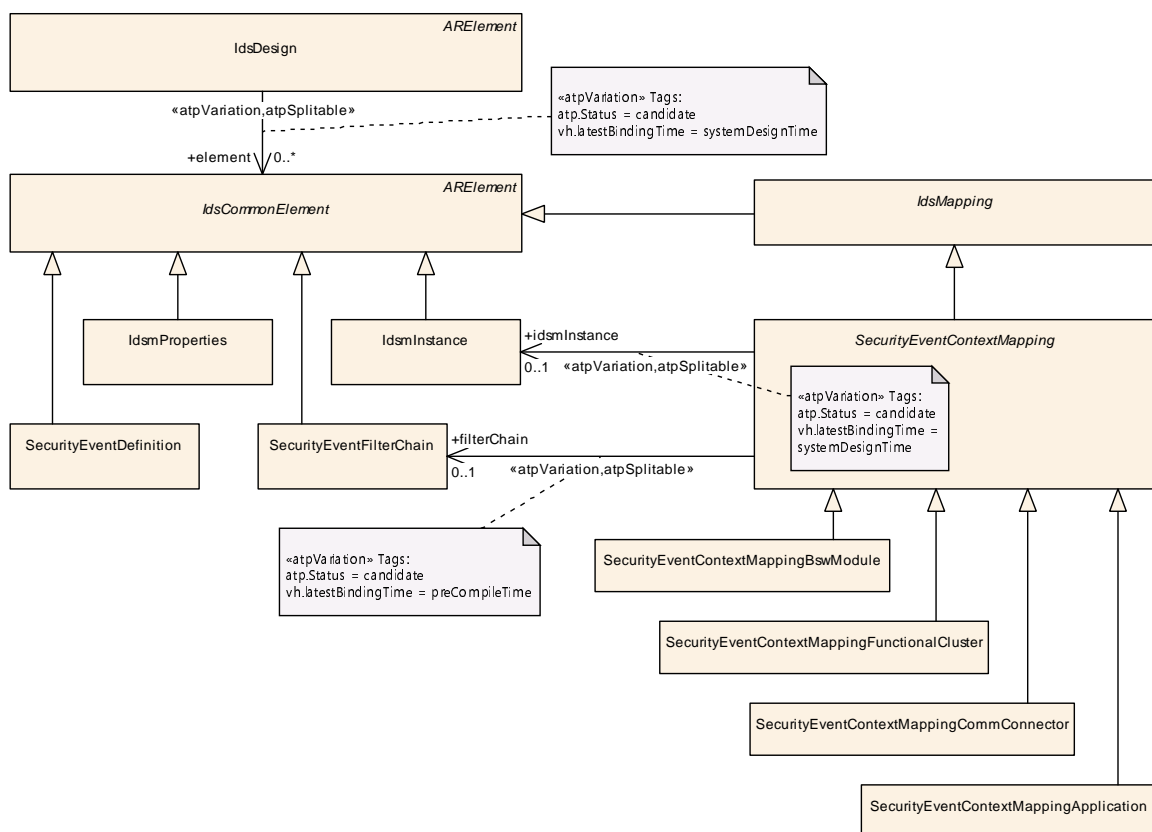 ARElement
IdsDesign
«atpVariation,atpSplitable»
«atpVariation» Tags:
atp.Status = candidate
vh.latestBindingTime = systemDesignTime
+element 0..*
ARElement
IdsCommonElement
IdsMapping
IdsmProperties
IdsmInstance
+idsmInstance
0..1
«atpVariation,atpSplitable»
SecurityEventContextMapping
«atpVariation» Tags:
atp.Status = candidate
vh.latestBindingTime =
systemDesignTime
SecurityEventDefinition
SecurityEventFilterChain
+filterChain
0..1
«atpVariation,atpSplitable»
«atpVariation» Tags:
atp.Status = candidate
vh.latestBindingTime = preCompileTime
SecurityEventContextMappingBswModule
SecurityEventContextMappingFunctionalCluster
SecurityEventContextMappingCommConnector
SecurityEventContextMappingApplication